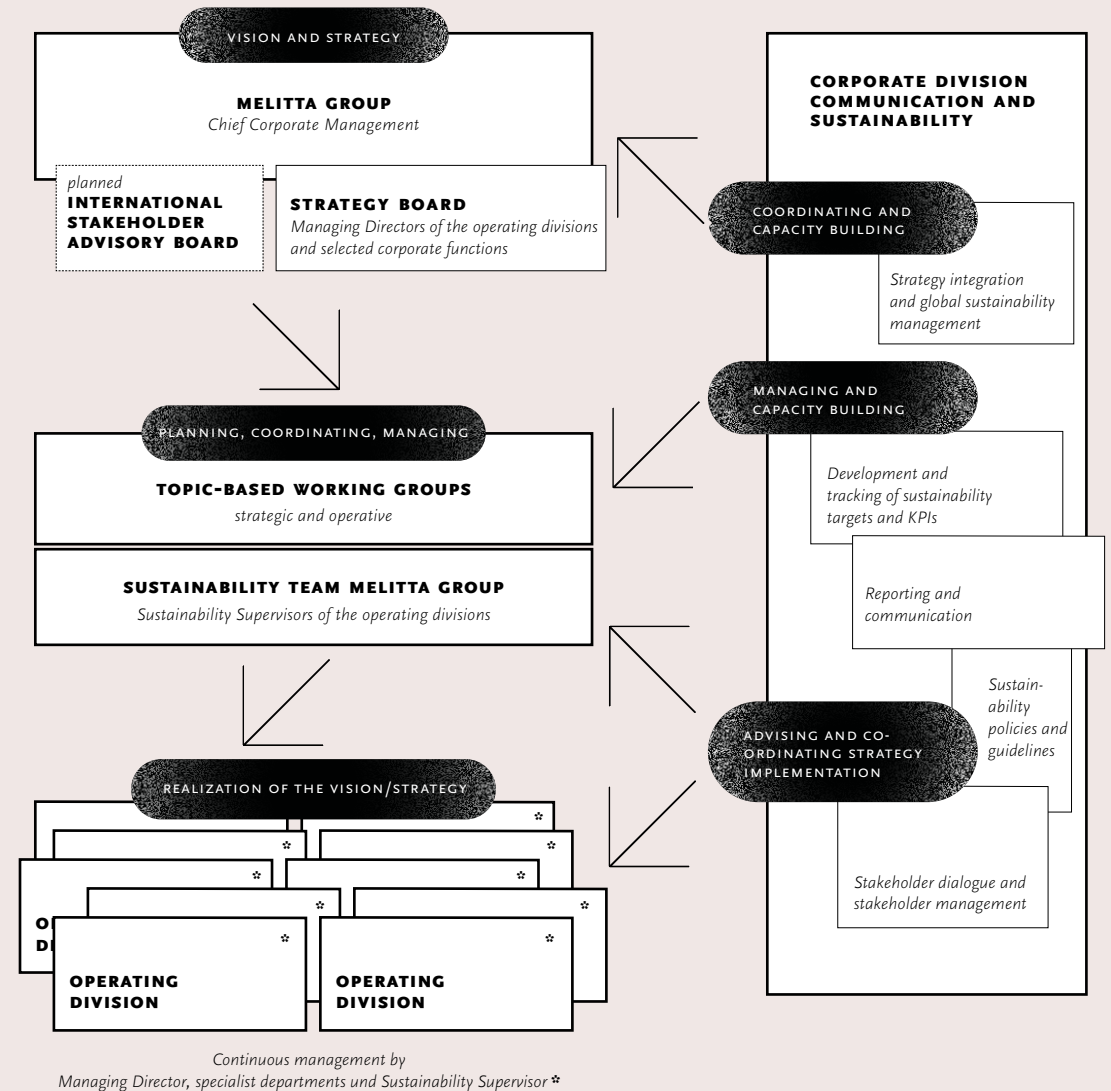 VISION AND STRATEGY
MELITTA GROUP
Chief Corporate Management
planned
INTERNATIONAL
STAKEHOLDER
ADVISORY BOARD
STRATEGY BOARD
Managing Directors of the operating divisions
and selected corporate functions
PLANNING, COORDINATING, MANAGING
TOPIC-BASED WORKING GROUPS
strategic and operative
SUSTAINABILITY TEAM MELITTA GROUP
Sustainability Supervisors of the operating divisions
REALIZATION OF THE VISION/STRATEGY
OPERATING
DIVISION
OPERATING
DIVISION
Continuous management by
Managing Director, specialist departments und Sustainability Supervisor *
CORPORATE DIVISION
COMMUNICATION AND
SUSTAINABILITY
COORDINATING AND
CAPACITY BUILDING
Strategy integration
and global sustainability
management
MANAGING AND
CAPACITY BUILDING
Development and
tracking of sustainability
targets and KPIs
Reporting and
communication
Sustain-
ability
policies and
guidelines
ADVISING AND CO-
ORDINATING STRATEGY
IMPLEMENTATION
Stakeholder dialogue and
stakeholder management